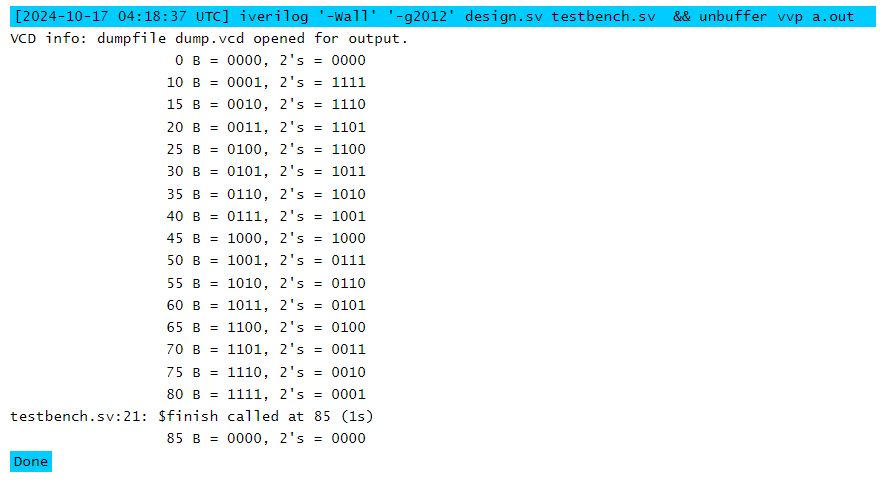 [2024-10-17 04:18:37 UTC] iverilog '-Wall' '-g2012' design.sv testbench.sv  && unbuffer vvp a.out
VCD info: dumpfile dump.vcd opened for output.
                   0 B = 0000, 2's = 0000
                  10 B = 0001, 2's = 1111
                  15 B = 0010, 2's = 1110
                  20 B = 0011, 2's = 1101
                  25 B = 0100, 2's = 1100
                  30 B = 0101, 2's = 1011
                  35 B = 0110, 2's = 1010
                  40 B = 0111, 2's = 1001
                  45 B = 1000, 2's = 1000
                  50 B = 1001, 2's = 0111
                  55 B = 1010, 2's = 0110
                  60 B = 1011, 2's = 0101
                  65 B = 1100, 2's = 0100
                  70 B = 1101, 2's = 0011
                  75 B = 1110, 2's = 0010
                  80 B = 1111, 2's = 0001
testbench.sv:21: $finish called at 85 (1s)
                  85 B = 0000, 2's = 0000
Done